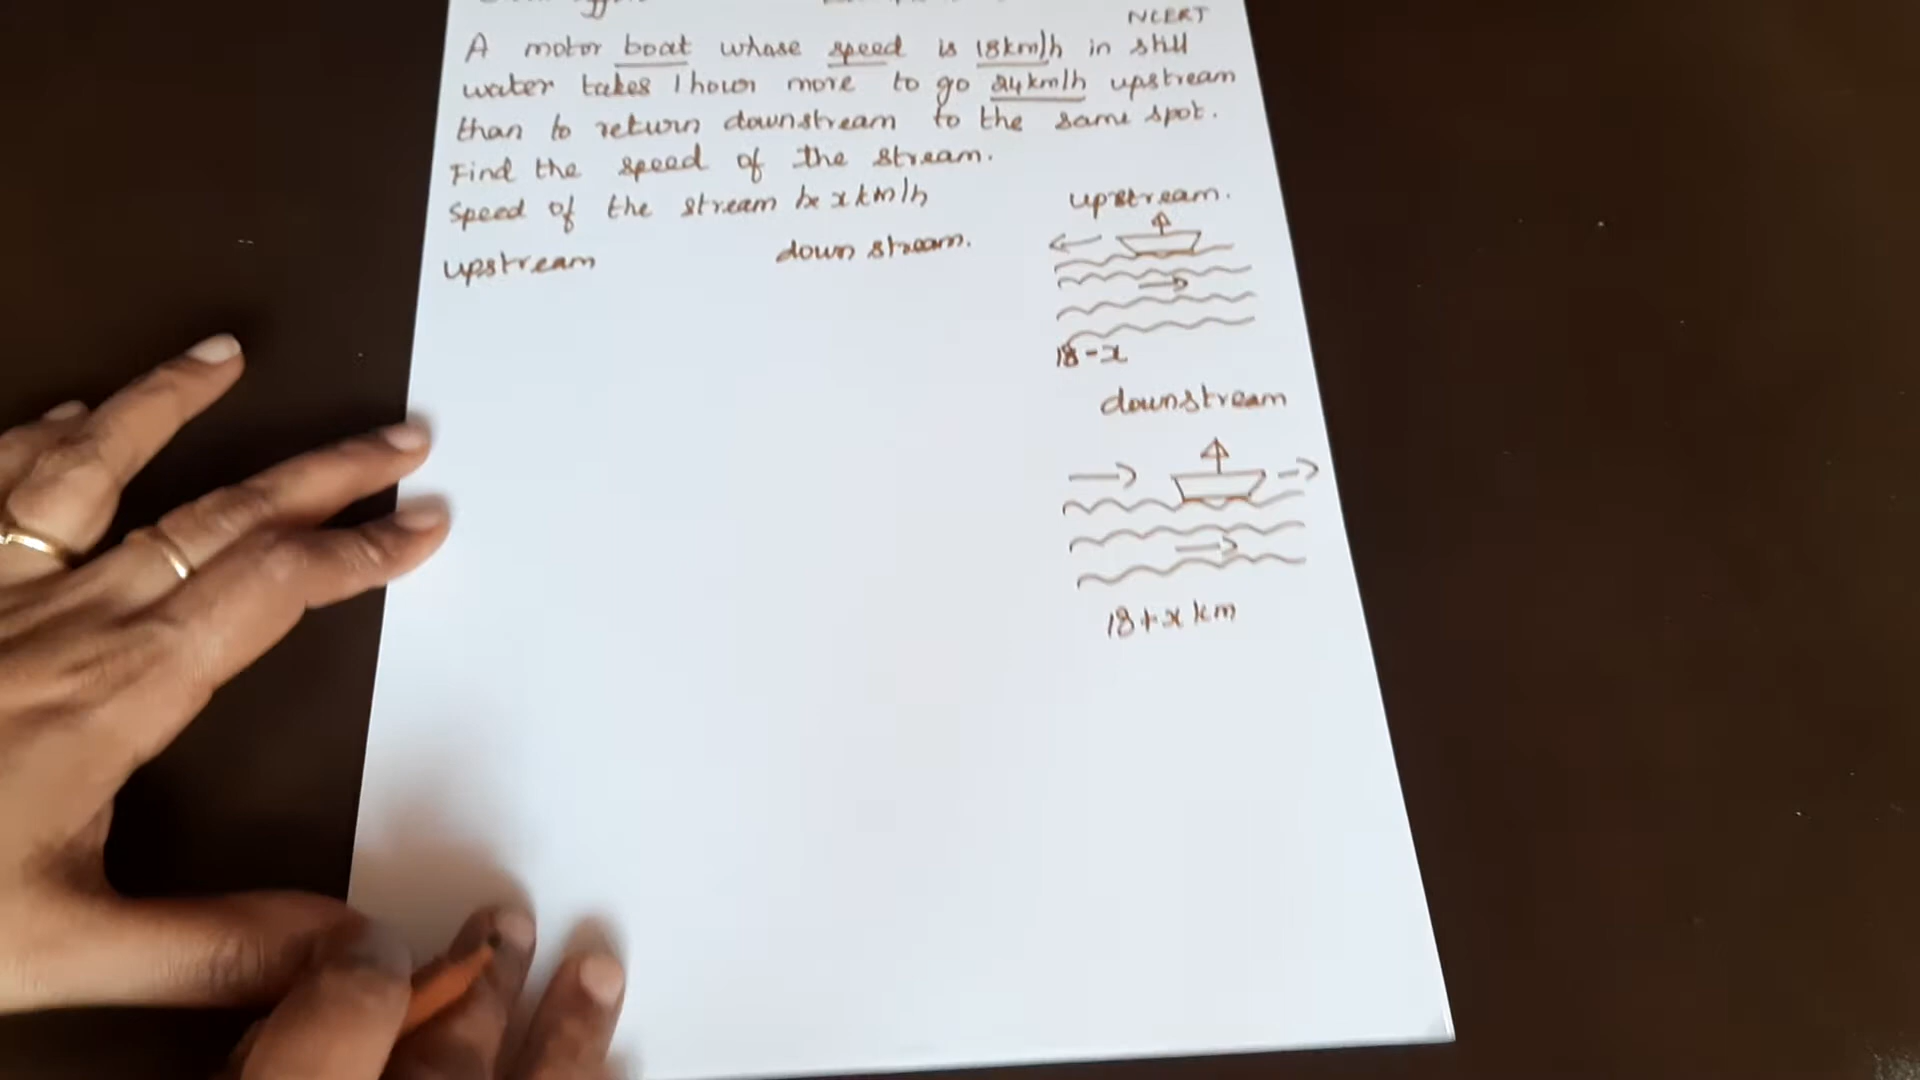 NCERT
A motor boat whose speed is 18km/h in still
water takes 1 hour more to go 24km/h upstream
than to return downstream to the same spot.
Find the speed of the stream.
Speed of the stream be x km/h
upstream down stream.
upstream.
18-x
downstream
18+x km